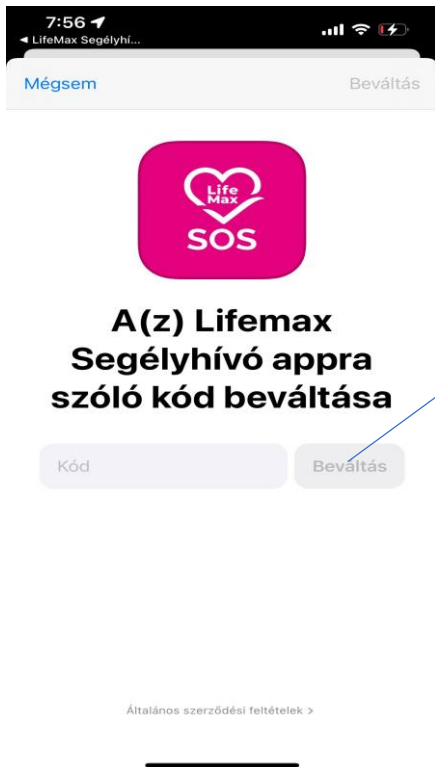 7:56
◀ LifeMax Segélyhí...
Mégsem
Beváltás
Life
Max
SOS
A(z) Lifemax
Segélyhívó appra
szóló kód beváltása
Kód
Beváltás
Általános szerződési feltételek >